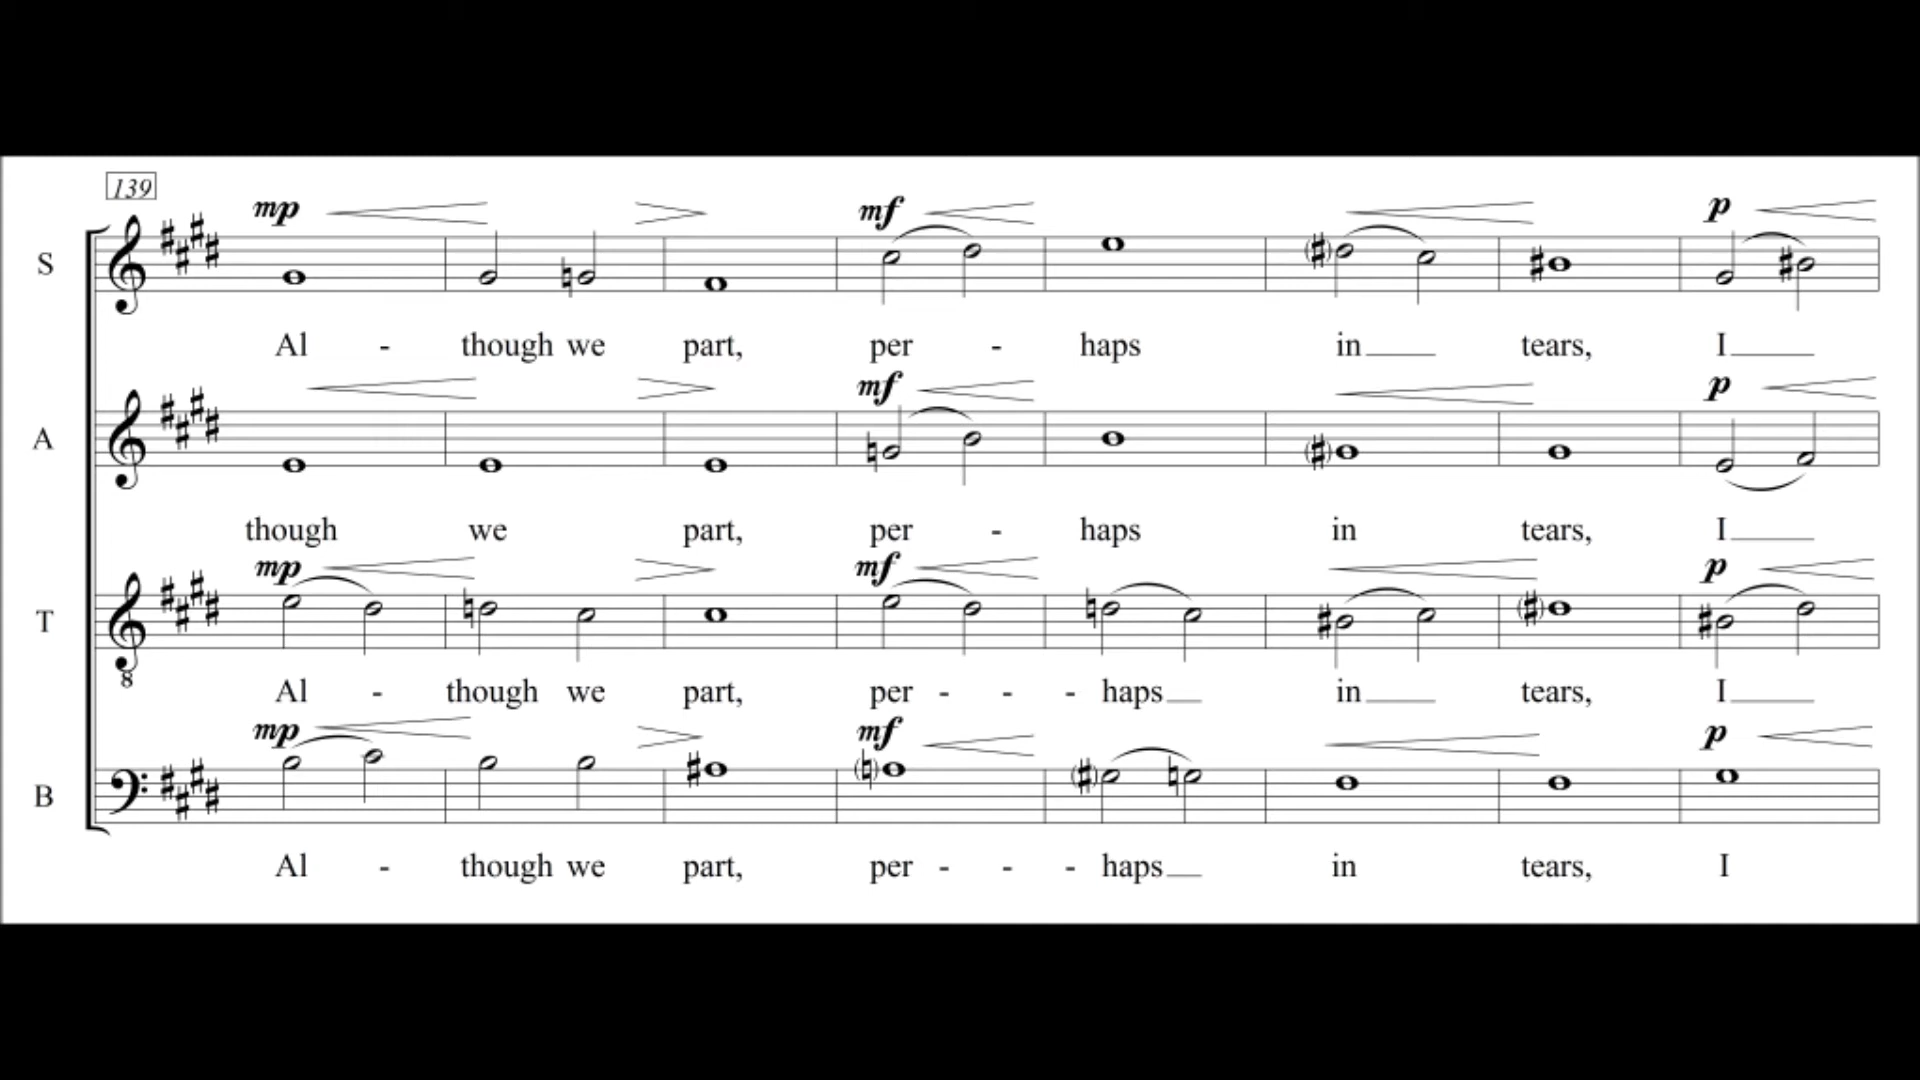 139
mp mf p
S
Al - though we part, per - haps in tears, I
mf p
A
though we part, per - haps in tears, I
mp mf p
T
8
Al - though we part, per - - - haps in tears, I
mp mf p
B
Al - though we part, per - - - haps in tears, I